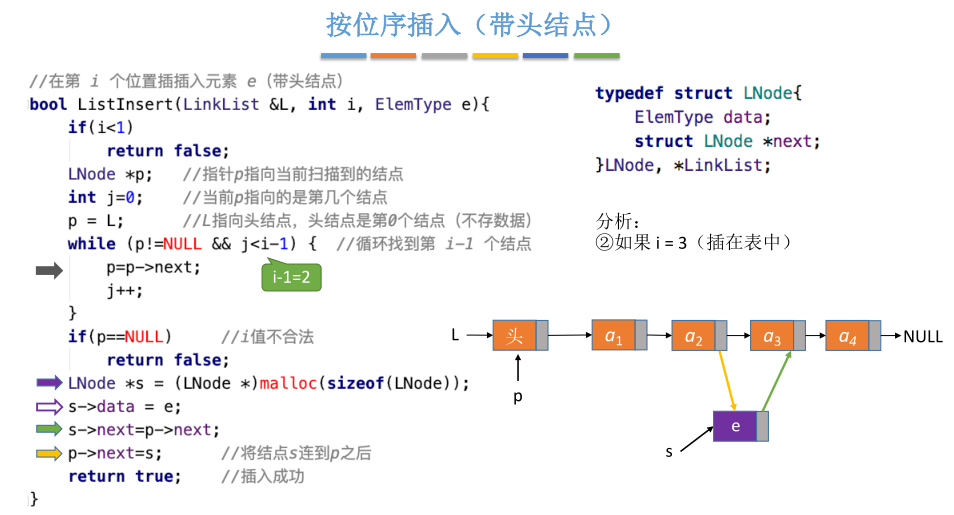 按位序插入（带头结点）
//在第 i 个位置插插入元素 e（带头结点）
bool ListInsert(LinkList &L, int i, ElemType e){
if(i<1)
return false;
LNode *p; //指针p指向当前扫描到的结点
int j=0; //当前p指向的是第几个结点
p = L; //L指向头结点，头结点是第0个结点（不存数据）
while (p!=NULL && j<i-1) { //循环找到第 i-1 个结点
p=p->next;
i-1=2
j++;
}
if(p==NULL) //i值不合法
return false;
LNode *s = (LNode *)malloc(sizeof(LNode));
s->data = e;
s->next=p->next;
p->next=s; //将结点s连到p之后
return true; //插入成功
}
typedef struct LNode{
ElemType data;
struct LNode *next;
}LNode, *LinkList;
分析：
②如果 i = 3（插在表中）
L 头 a1 a2 a3 a4 NULL
p
e
s